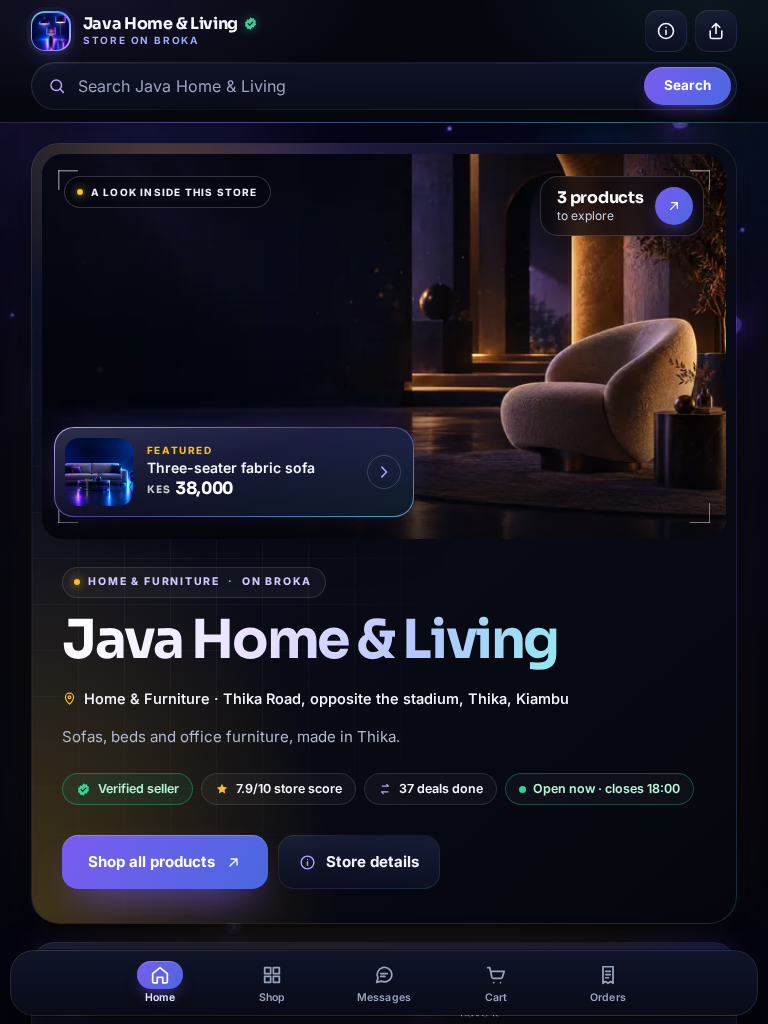 Java Home & Living
STORE ON BROKA
Search Java Home & Living
Search
A LOOK INSIDE THIS STORE
3 products
to explore
FEATURED
Three-seater fabric sofa
KES 38,000
HOME & FURNITURE · ON BROKA
Java Home & Living
Home & Furniture · Thika Road, opposite the stadium, Thika, Kiambu
Sofas, beds and office furniture, made in Thika.
Verified seller
7.9/10 store score
37 deals done
Open now · closes 18:00
Shop all products
Store details
Home
Shop
Messages
Cart
Orders